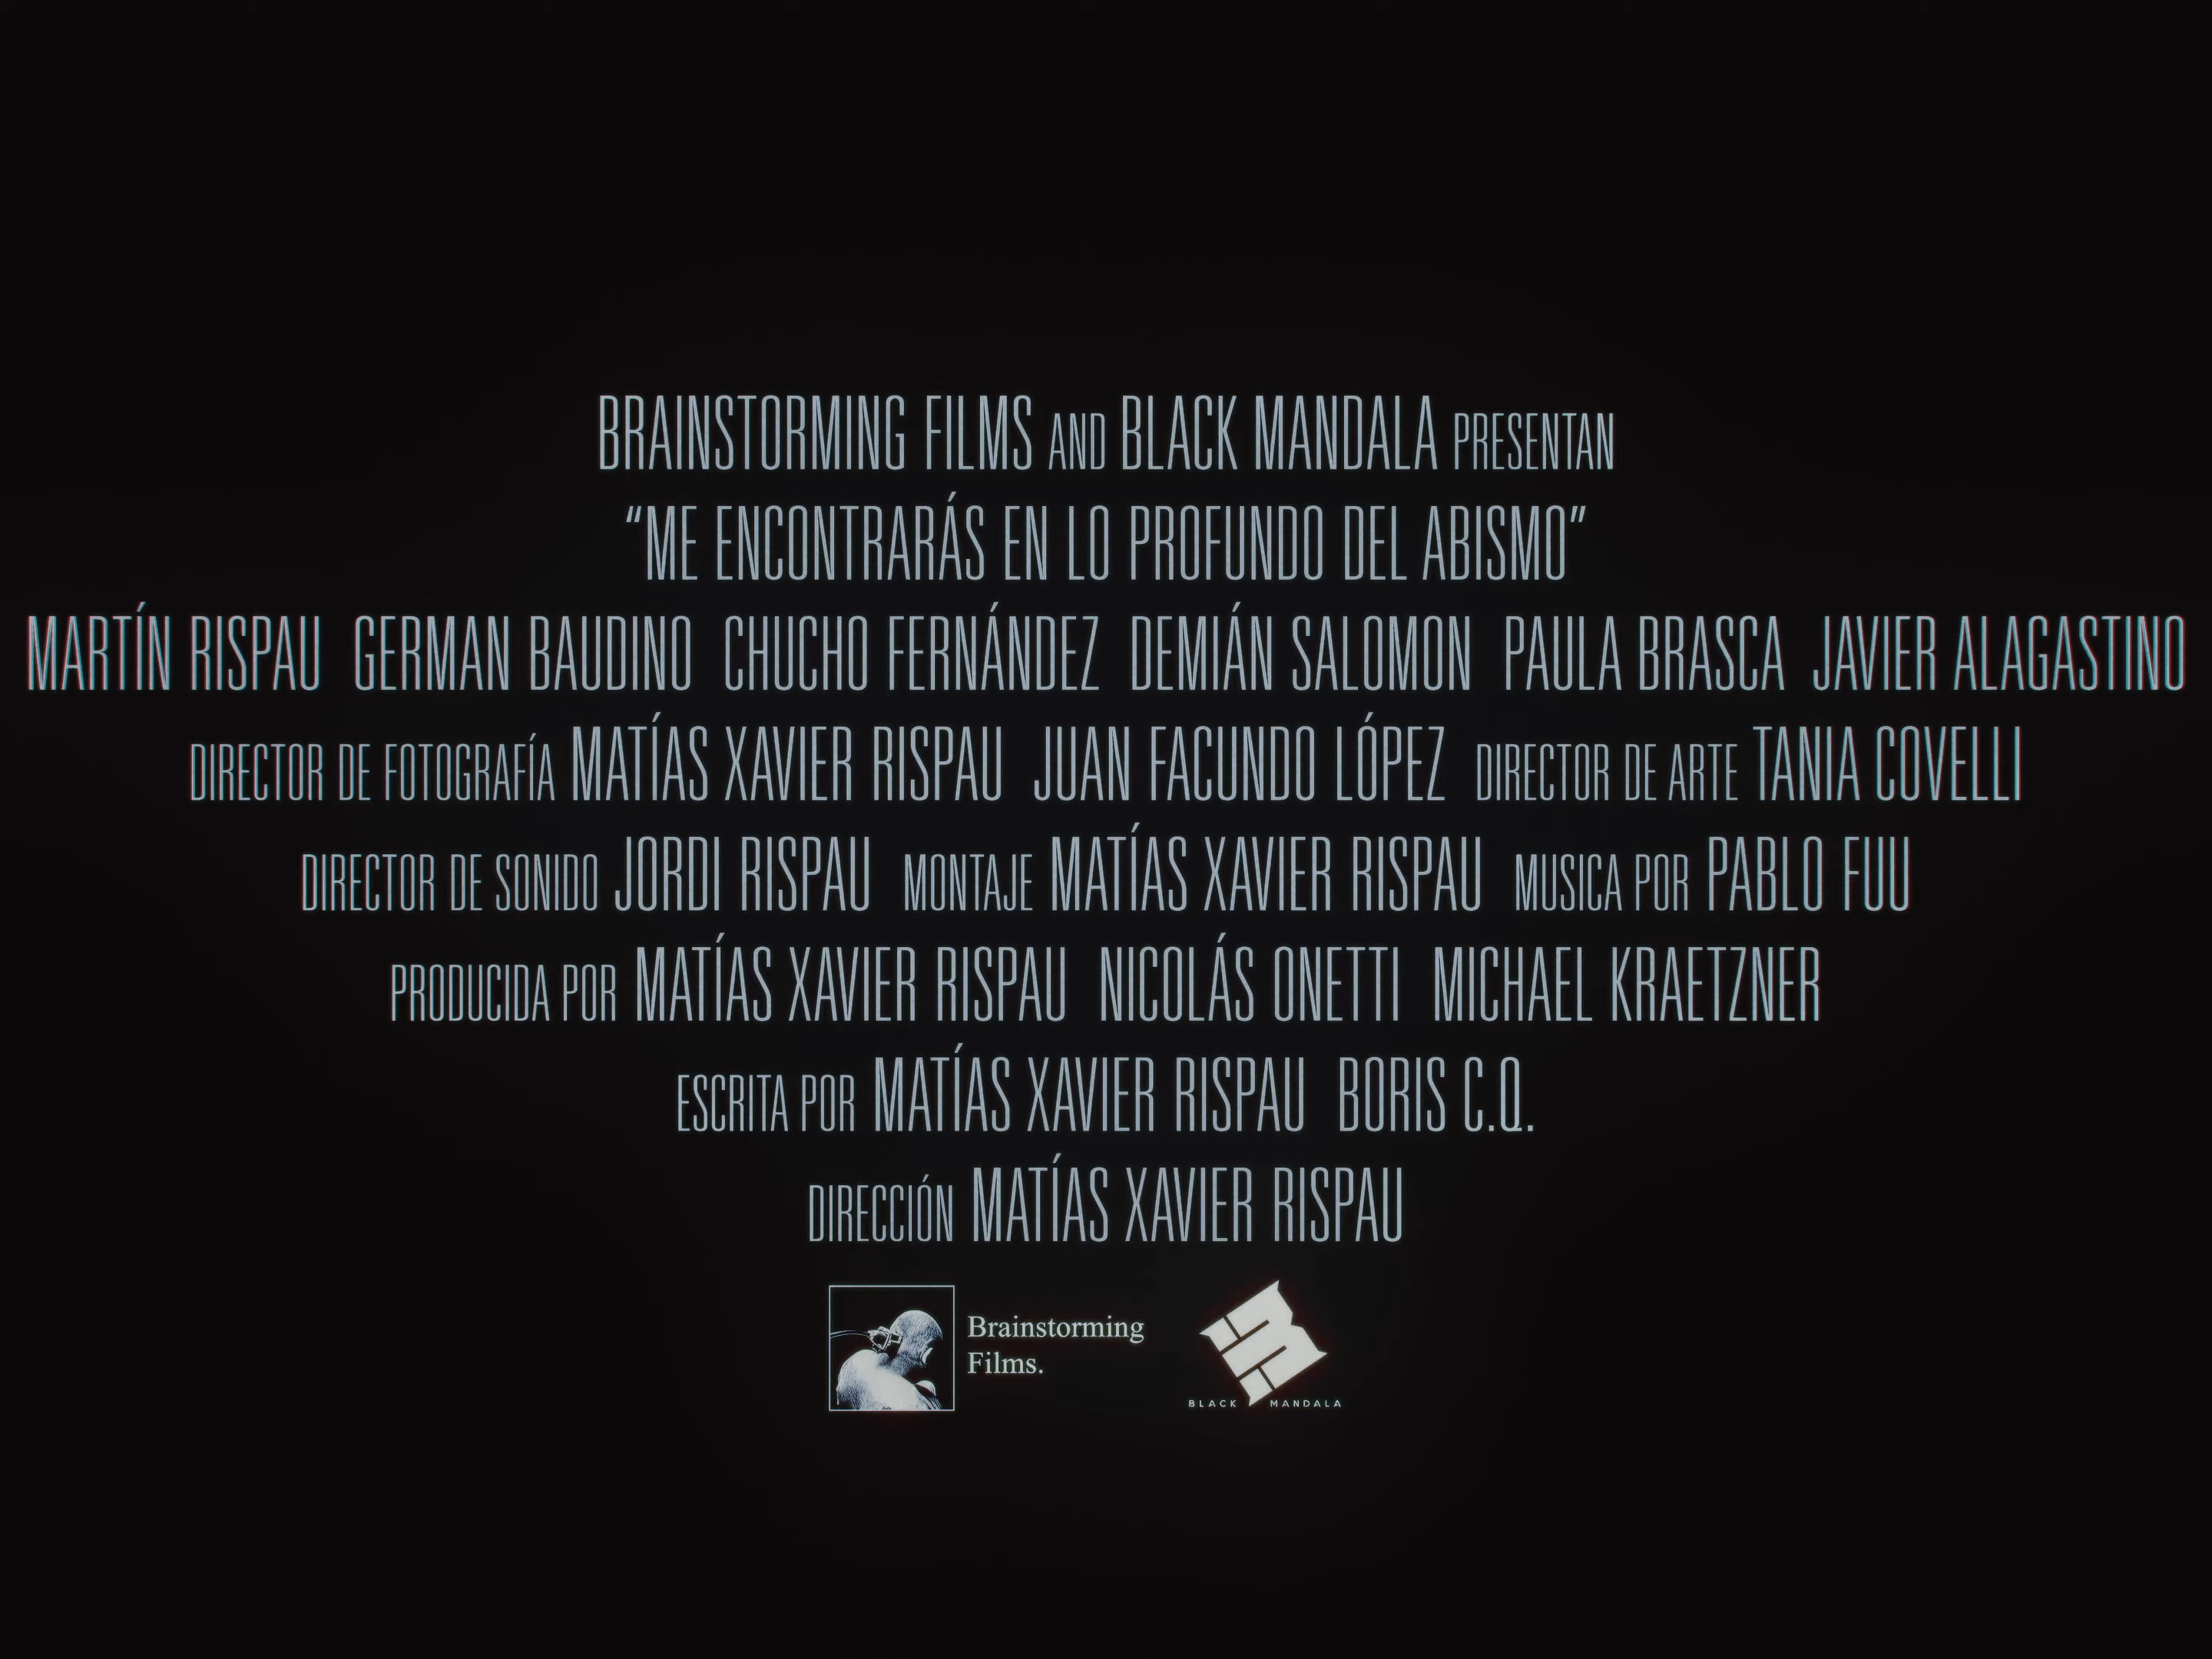 BRAINSTORMING FILMS AND BLACK MANDALA PRESENTAN
“ME ENCONTRARÁS EN LO PROFUNDO DEL ABISMO”
MARTÍN RISPAU GERMAN BAUDINO CHUCHO FERNÁNDEZ DEMIÁN SALOMON PAULA BRASCA JAVIER ALAGASTINO
DIRECTOR DE FOTOGRAFÍA MATÍAS XAVIER RISPAU JUAN FACUNDO LÓPEZ DIRECTOR DE ARTE TANIA COVELLI
DIRECTOR DE SONIDO JORDI RISPAU MONTAJE MATÍAS XAVIER RISPAU MUSICA POR PABLO FUU
PRODUCIDA POR MATÍAS XAVIER RISPAU NICOLÁS ONETTI MICHAEL KRAETZNER
ESCRITA POR MATÍAS XAVIER RISPAU BORIS C.Q.
DIRECCIÓN MATÍAS XAVIER RISPAU
Brainstorming
Films.
BLACK MANDALA